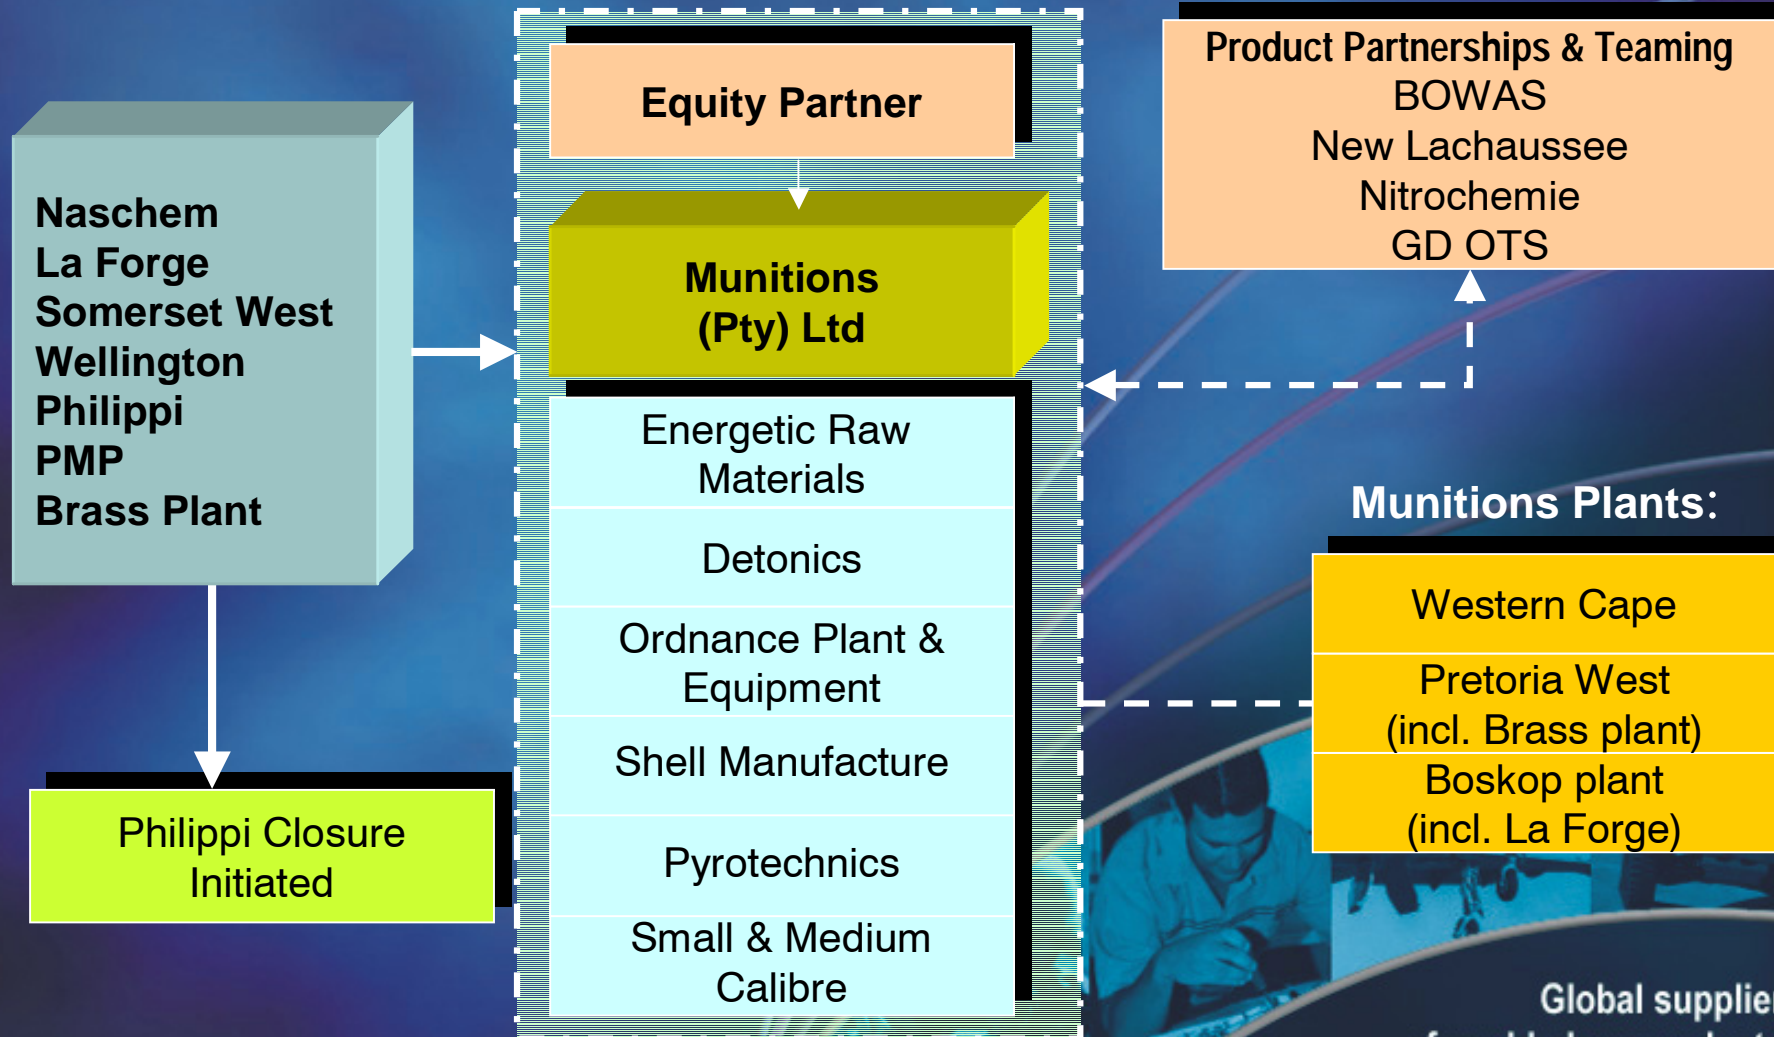 Naschem
La Forge
Somerset West
Wellington
Philippi
PMP
Brass Plant
Philippi Closure
Initiated
Equity Partner
Munitions
(Pty) Ltd
Energetic Raw
Materials
Detonics
Ordnance Plant &
Equipment
Shell Manufacture
Pyrotechnics
Small & Medium
Calibre
Product Partnerships & Teaming
BOWAS
New Lachaussee
Nitrochemie
GD OTS
Munitions Plants:
Western Cape
Pretoria West
(incl. Brass plant)
Boskop plant
(incl. La Forge)
Global supplier